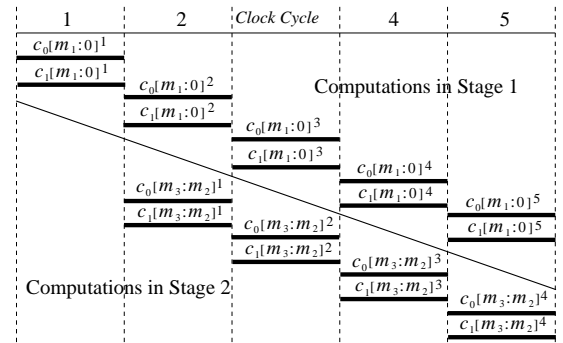 1 2 Clock Cycle 4 5
c₀[m₁:0]¹
c₁[m₁:0]¹
c₀[m₁:0]²
c₁[m₁:0]²
Computations in Stage 1
c₀[m₁:0]³
c₁[m₁:0]³
c₀[m₁:0]⁴
c₁[m₁:0]⁴
c₀[m₁:0]⁵
c₁[m₁:0]⁵
c₀[m₃:m₂]¹
c₁[m₃:m₂]¹
c₀[m₃:m₂]²
c₁[m₃:m₂]²
c₀[m₃:m₂]³
c₁[m₃:m₂]³
Computations in Stage 2
c₀[m₃:m₂]⁴
c₁[m₃:m₂]⁴